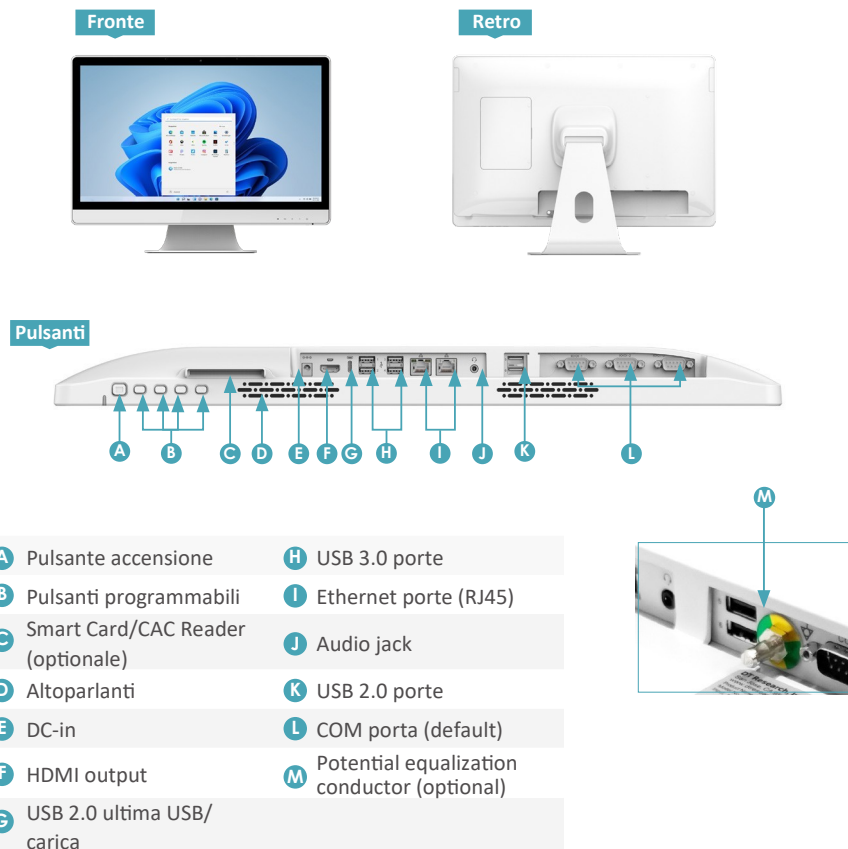 Fronte
Retro
Pulsanti
A
B
C
D
E
F
G
H
I
J
K
L
M
A Pulsante accensione
H USB 3.0 porte
B Pulsanti programmabili
I Ethernet porte (RJ45)
C Smart Card/CAC Reader
(optionale)
J Audio jack
D Altoparlanti
K USB 2.0 porte
E DC-in
L COM porta (default)
F HDMI output
M Potential equalization
conductor (optional)
G USB 2.0 ultima USB/
carica
DT Research,